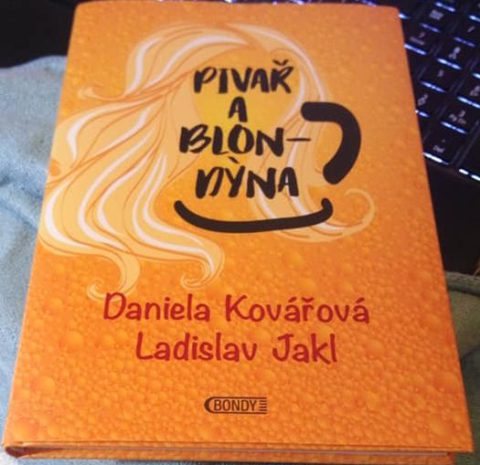 PIVAŘ
A
BLON-
DÝNA
Daniela Kovářová
Ladislav Jakl
BONDY